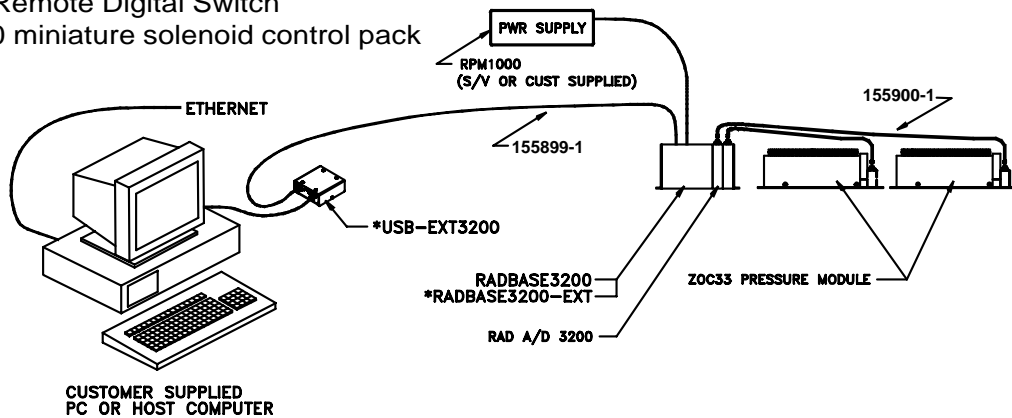 Remote Digital Switch
0 miniature solenoid control pack
PWR SUPPLY
RPM1000
(S/V OR CUST SUPPLIED)
ETHERNET
155900-1
155899-1
*USB-EXT3200
RADBASE3200
*RADBASE3200-EXT
ZOC33 PRESSURE MODULE
RAD A/D 3200
CUSTOMER SUPPLIED
PC OR HOST COMPUTER